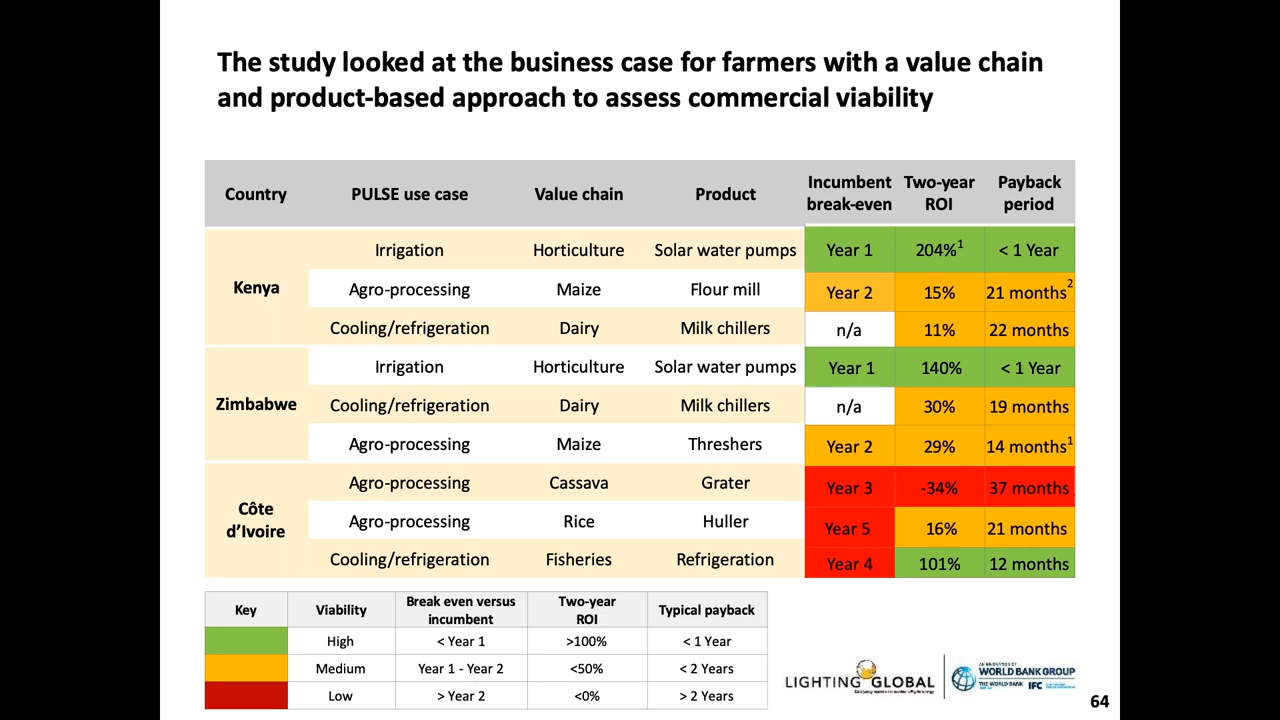 The study looked at the business case for farmers with a value chain
and product-based approach to assess commercial viability
Country PULSE use case Value chain Product Incumbent break-even Two-year ROI Payback period
Kenya
Irrigation Horticulture Solar water pumps Year 1 204%1 < 1 Year
Agro-processing Maize Flour mill Year 2 15% 21 months2
Cooling/refrigeration Dairy Milk chillers n/a 11% 22 months
Zimbabwe
Irrigation Horticulture Solar water pumps Year 1 140% < 1 Year
Cooling/refrigeration Dairy Milk chillers n/a 30% 19 months
Agro-processing Maize Threshers Year 2 29% 14 months1
Côte d’Ivoire
Agro-processing Cassava Grater Year 3 -34% 37 months
Agro-processing Rice Huller Year 5 16% 21 months
Cooling/refrigeration Fisheries Refrigeration Year 4 101% 12 months
Key Viability Break even versus incumbent Two-year ROI Typical payback
High < Year 1 >100% < 1 Year
Medium Year 1 - Year 2 <50% < 2 Years
Low > Year 2 <0% > 2 Years
LIGHTING GLOBAL
WORLD BANK GROUP
THE WORLD BANK IFC
64